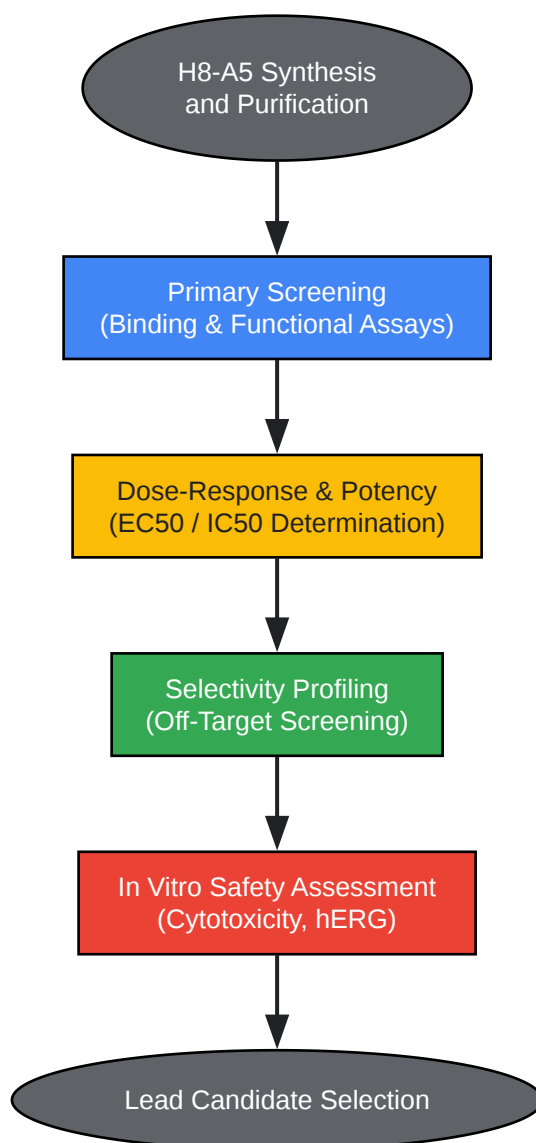 H8-A5 Synthesis
and Purification
Primary Screening
(Binding & Functional Assays)
Dose-Response & Potency
(EC50 / IC50 Determination)
Selectivity Profiling
(Off-Target Screening)
In Vitro Safety Assessment
(Cytotoxicity, hERG)
Lead Candidate Selection